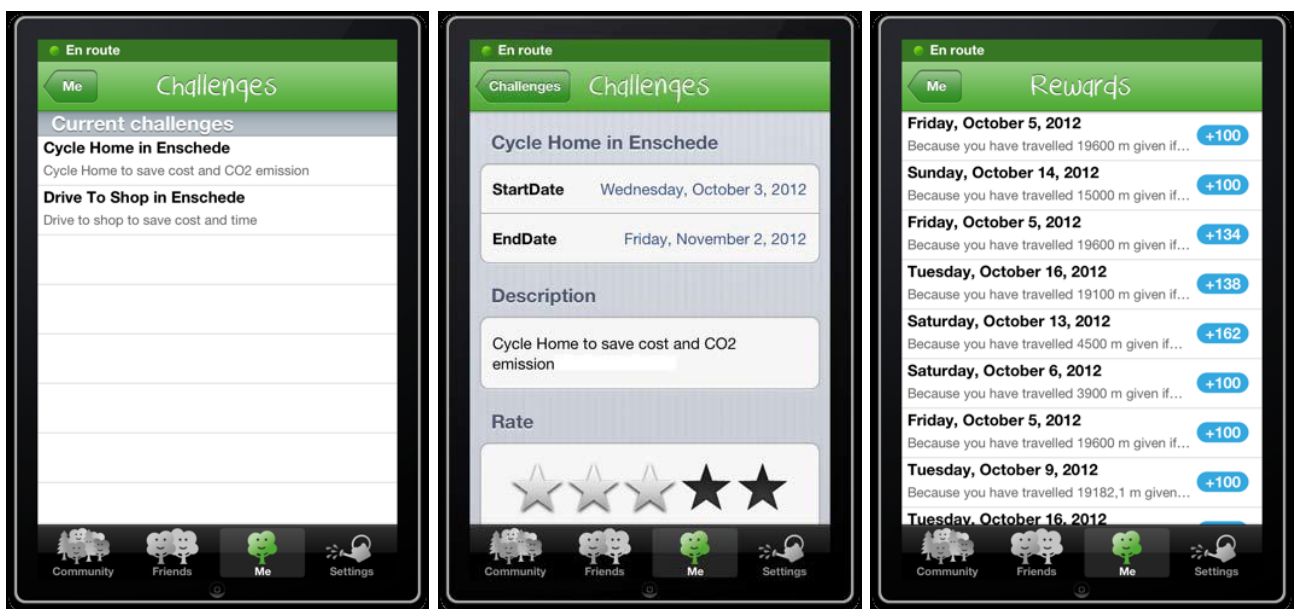 En route
Me
Challenges
Current challenges
Cycle Home in Enschede
Cycle Home to save cost and CO2 emission
Drive To Shop in Enschede
Drive to shop to save cost and time
Community Friends Me Settings
En route
Challenges
Challenges
Cycle Home in Enschede
StartDate Wednesday, October 3, 2012
EndDate Friday, November 2, 2012
Description
Cycle Home to save cost and CO2
emission
Rate
Community Friends Me Settings
En route
Me
Rewards
Friday, October 5, 2012
Because you have travelled 19600 m given if...
+100
Sunday, October 14, 2012
Because you have travelled 15000 m given if...
+100
Friday, October 5, 2012
Because you have travelled 19600 m given if...
+134
Tuesday, October 16, 2012
Because you have travelled 19100 m given if...
+138
Saturday, October 13, 2012
Because you have travelled 4500 m given if...
+162
Saturday, October 6, 2012
Because you have travelled 3900 m given if...
+100
Friday, October 5, 2012
Because you have travelled 19600 m given if...
+100
Tuesday, October 9, 2012
Because you have travelled 19182,1 m given...
+100
Tuesday, October 16, 2012
Community Friends Me Settings